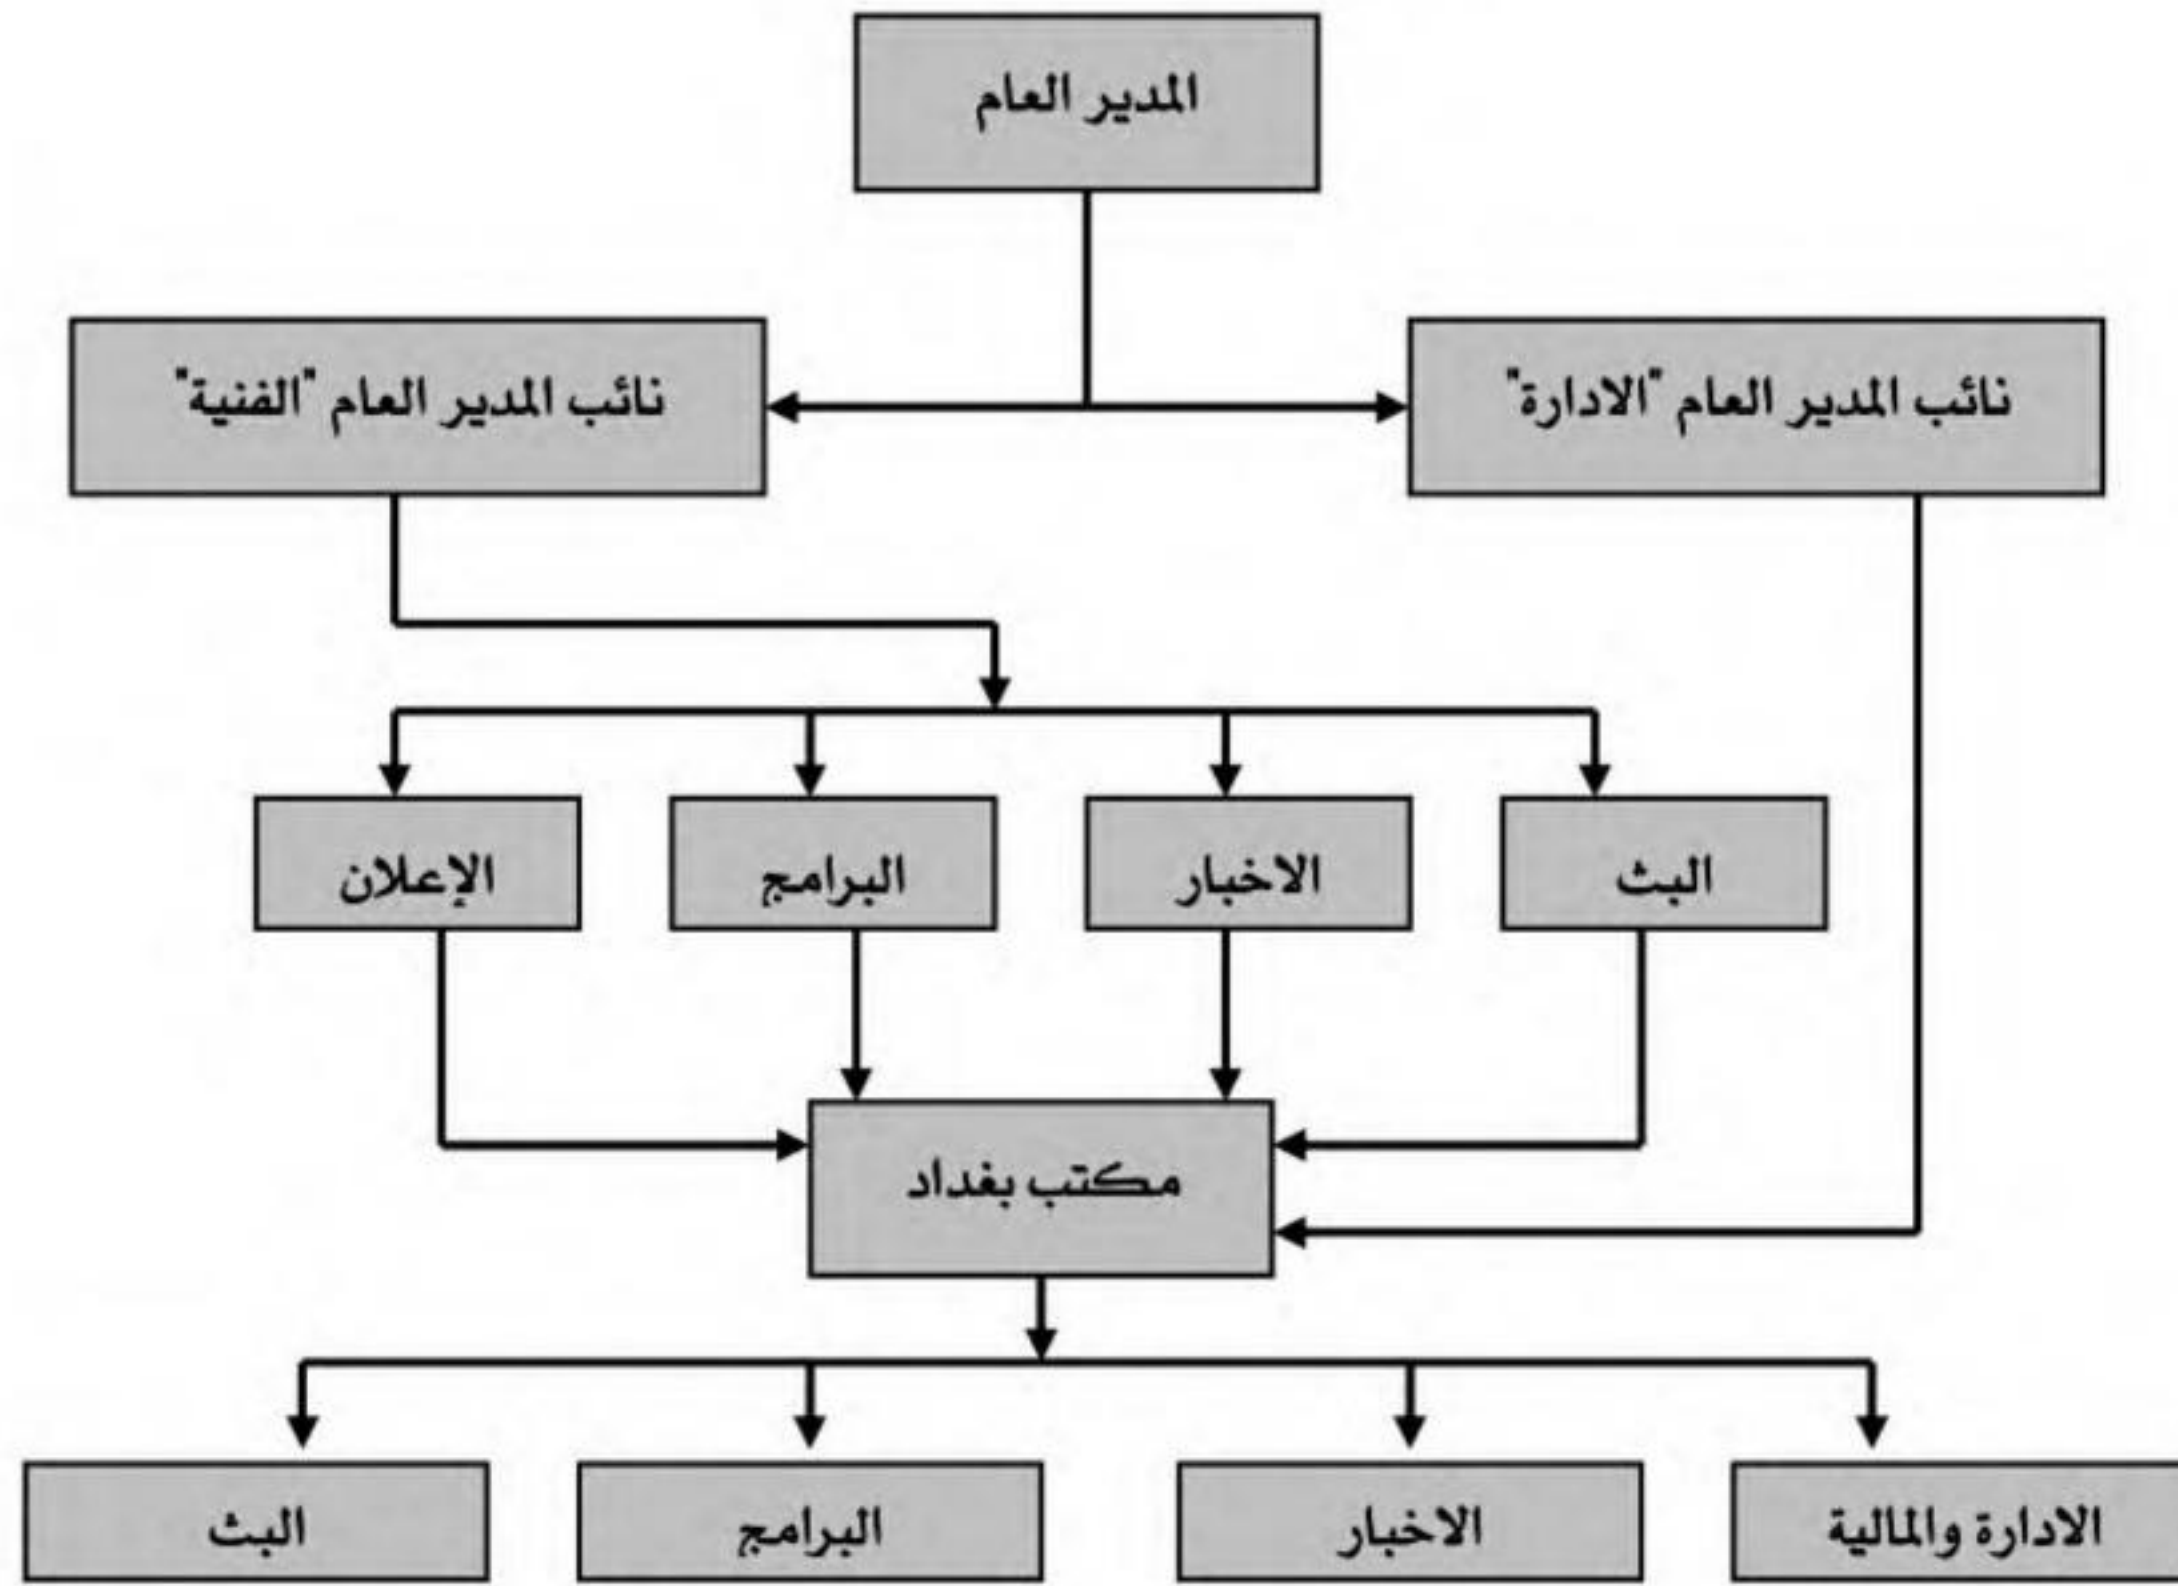 المدير العام
نائب المدير العام "الادارة"
نائب المدير العام "الفنية"
البث
الاخبار
البرامج
الإعلان
مكتب بغداد
الادارة والمالية
الاخبار
البرامج
البث